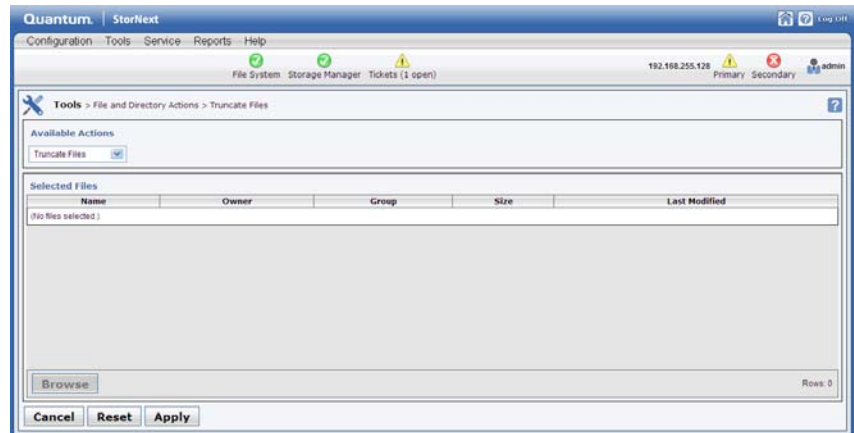 Quantum. StorNext Log Off
Configuration Tools Service Reports Help
File System Storage Manager Tickets (1 open) 192.168.255.128 Primary Secondary admin
Tools > File and Directory Actions > Truncate Files
Available Actions
Truncate Files
Selected Files
Name Owner Group Size Last Modified
(No files selected.)
Browse Rows: 0
Cancel Reset Apply